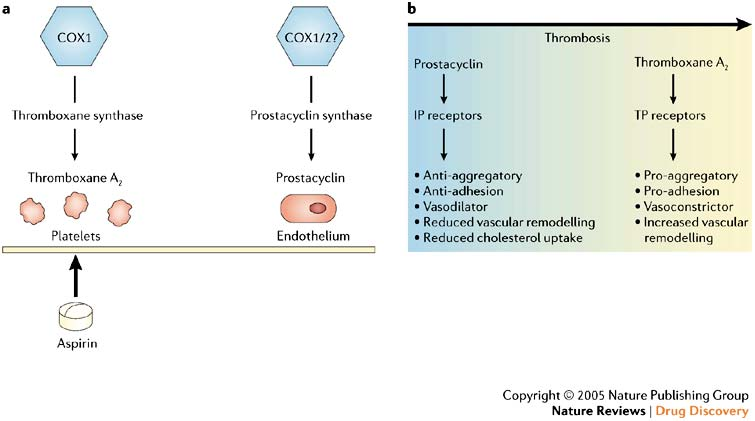 a
COX1
COX1/2?
Thromboxane synthase
Prostacyclin synthase
Thromboxane A2
Prostacyclin
Platelets
Endothelium
Aspirin
b
Thrombosis
Prostacyclin
Thromboxane A2
IP receptors
TP receptors
• Anti-aggregatory
• Anti-adhesion
• Vasodilator
• Reduced vascular remodelling
• Reduced cholesterol uptake
• Pro-aggregatory
• Pro-adhesion
• Vasoconstrictor
• Increased vascular
remodelling
Copyright © 2005 Nature Publishing Group
Nature Reviews | Drug Discovery